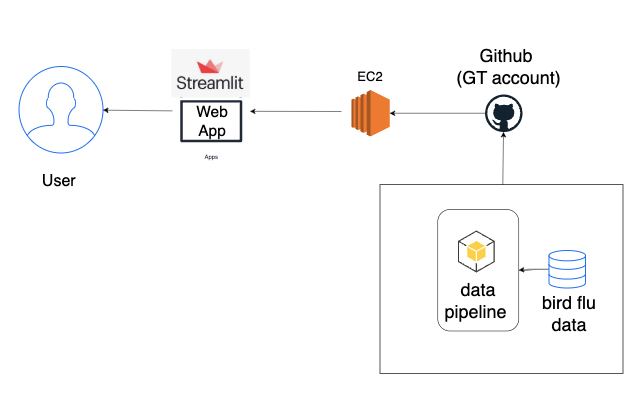 Github
(GT account)
EC2
Streamlit
Web
App
Apps
User
data
pipeline
bird flu
data